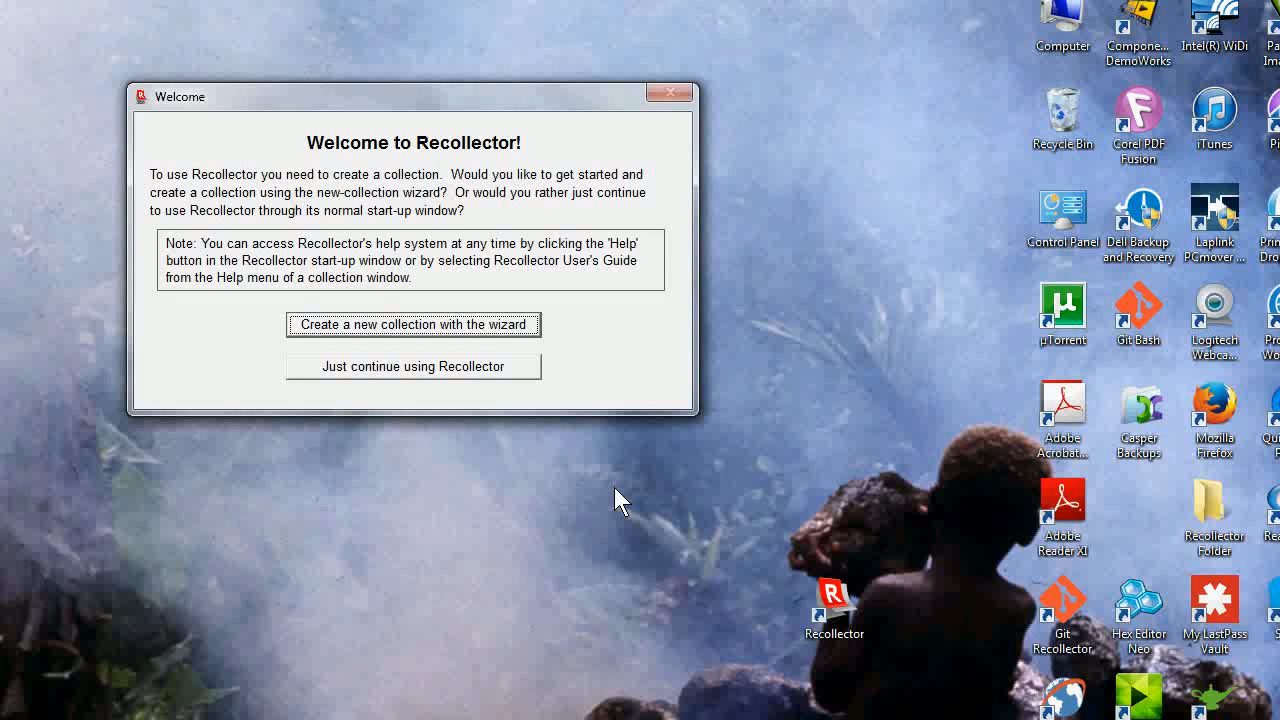 Welcome
Welcome to Recollector!
To use Recollector you need to create a collection. Would you like to get started and
create a collection using the new-collection wizard? Or would you rather just continue
to use Recollector through its normal start-up window?
Note: You can access Recollector's help system at any time by clicking the 'Help'
button in the Recollector start-up window or by selecting Recollector User's Guide
from the Help menu of a collection window.
Create a new collection with the wizard
Just continue using Recollector
Computer
Compone...
DemoWorks
Intel(R) WiDi
Recycle Bin
Corel PDF
Fusion
iTunes
Control Panel
Dell Backup
and Recovery
Laplink
PCmover ...
µTorrent
Git Bash
Logitech
Webca...
Adobe
Acrobat...
Casper
Backups
Mozilla
Firefox
Adobe
Reader XI
Recollector
Folder
Recollector
Git
Recollector
Hex Editor
Neo
My LastPass
Vault